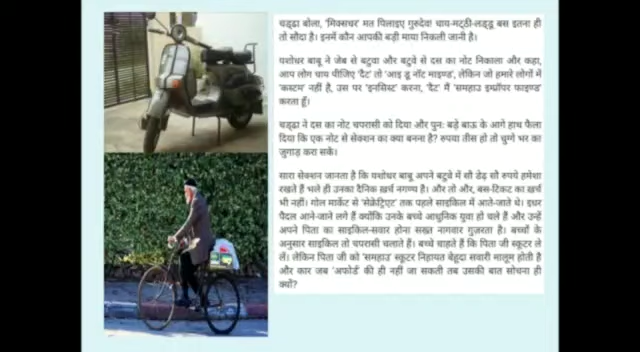 चड्ढा बोला, 'मिक्सचर' मत पिलाइए गुरुदेव! चाय-मट्ठी-लड्डू बस इतना ही
तो सौदा है। इनमें कौन आपकी बड़ी माया निकली जानी है।
यशोधर बाबू ने जेब से बटुवा और बटुवे से दस का नोट निकाला और कहा,
आप लोग चाय पीजिए 'दैट' तो 'आइ डू नॉट माइण्ड', लेकिन जो हमारे लोगों में
'कस्टम' नहीं है, उस पर 'इनसिस्ट' करना, 'दैट' मैं 'समहाउ इम्प्रॉपर फाइण्ड'
करता हूँ।
चड्ढा ने दस का नोट चपरासी को दिया और पुन: बड़े बाऊ के आगे हाथ फैला
दिया कि एक नोट से सेक्शन का क्या बनना है? रुपया तीस हो तो चुग्गे भर का
जुगाड़ करा सकें।
सारा सेक्शन जानता है कि यशोधर बाबू अपने बटुवे में सौ डेढ़ सौ रुपये हमेशा
रखते हैं भले ही उनका दैनिक ख़र्च नगण्य है। और तो और, बस-टिकट का ख़र्च
भी नहीं। गोल मार्केट से 'सेक्रेट्रिएट' तक पहले साइकिल में आते-जाते थे। इधर
पैदल आने-जाने लगे हैं क्योंकि उनके बच्चे आधुनिक युवा हो चले हैं और उन्हें
अपने पिता का साइकिल-सवार होना सख़्त नागवार गुजरता है। बच्चों के
अनुसार साइकिल तो चपरासी चलाते हैं। बच्चे चाहते हैं कि पिता जी स्कूटर ले
लें। लेकिन पिता जी को 'समहाउ' स्कूटर निहायत बेहूदा सवारी मालूम होती है
और कार जब 'अफोर्ड' की ही नहीं जा सकती तब उसकी बात सोचना ही
क्यों?